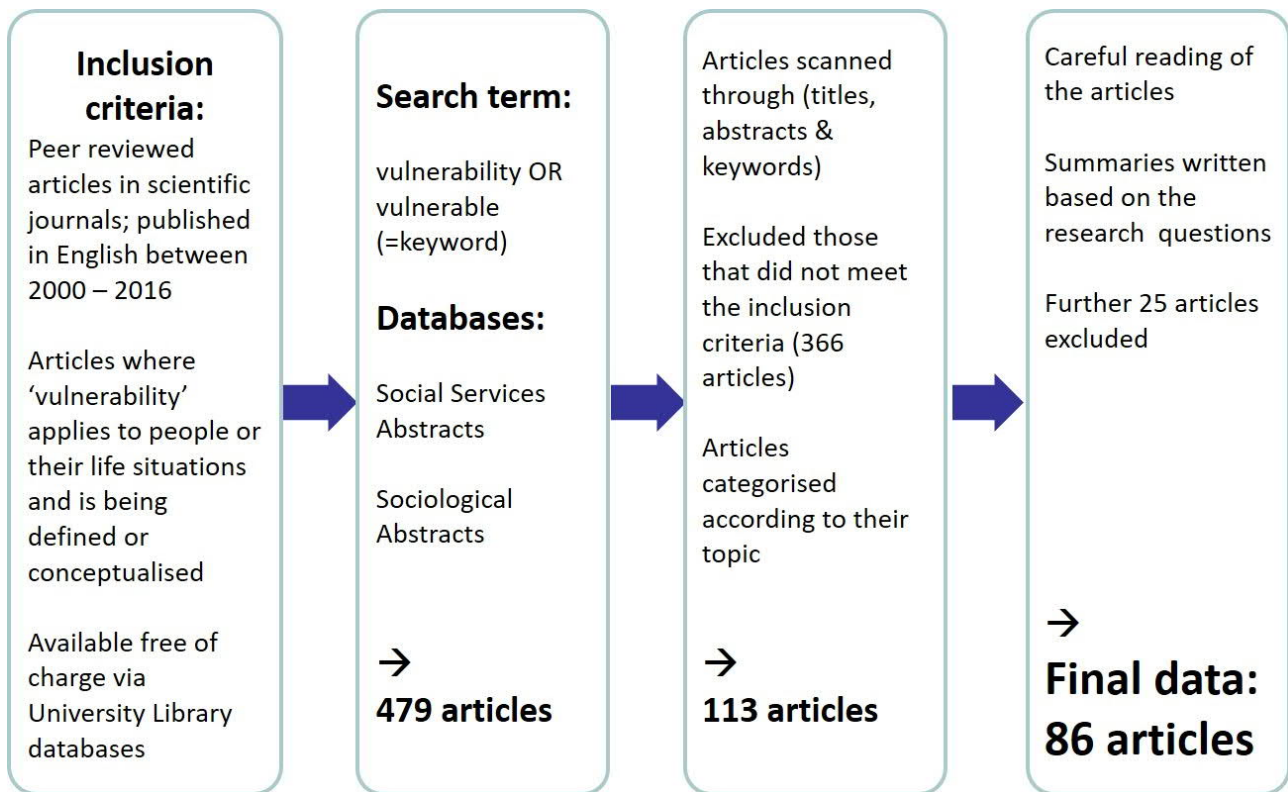 Inclusion
criteria:
Peer reviewed
articles in scientific
journals; published
in English between
2000 – 2016
Articles where
‘vulnerability’
applies to people or
their life situations
and is being
defined or
conceptualised
Available free of
charge via
University Library
databases
Search term:
vulnerability OR
vulnerable
(=keyword)
Databases:
Social Services
Abstracts
Sociological
Abstracts
→
479 articles
Articles scanned
through (titles,
abstracts &
keywords)
Excluded those
that did not meet
the inclusion
criteria (366
articles)
Articles
categorised
according to their
topic
→
113 articles
Careful reading of
the articles
Summaries written
based on the
research questions
Further 25 articles
excluded
→
Final data:
86 articles